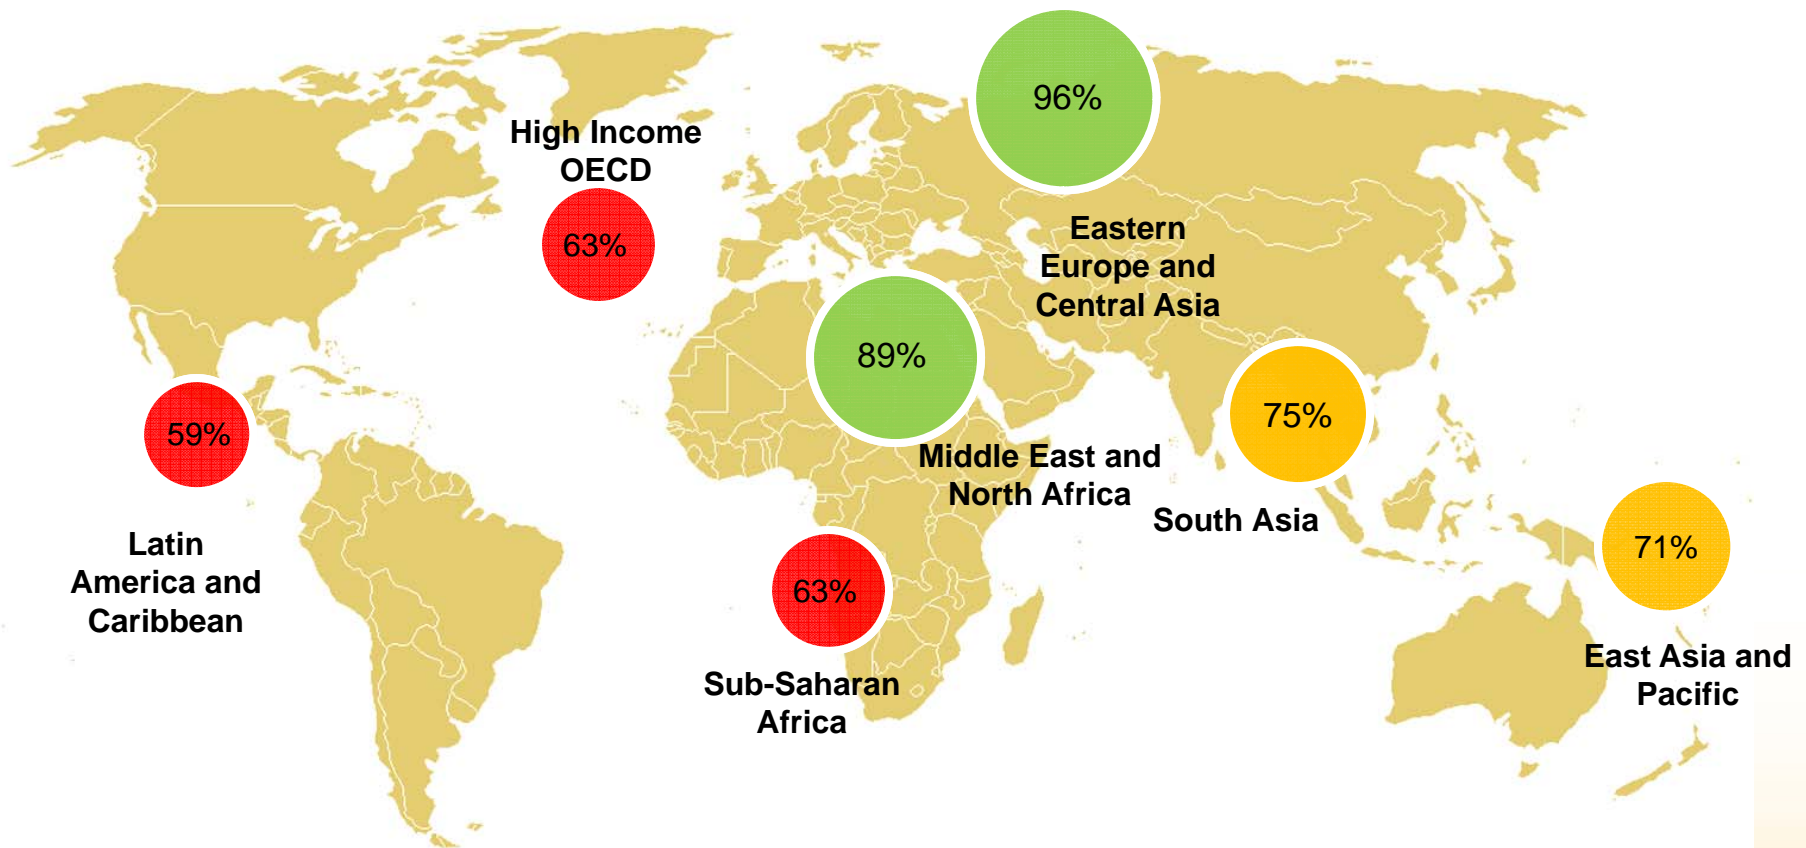 High Income
OECD
63%
96%
Eastern
Europe and
Central Asia
89%
Middle East and
North Africa
75%
South Asia
59%
Latin
America and
Caribbean
63%
Sub-Saharan
Africa
71%
East Asia and
Pacific